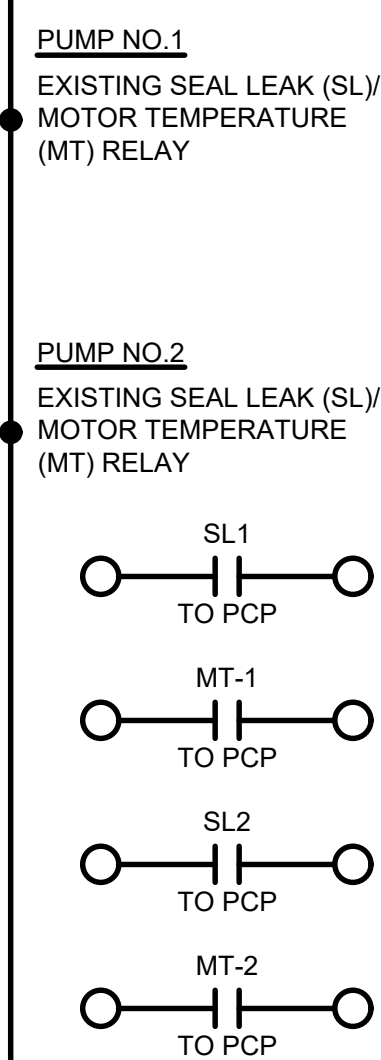 PUMP NO.1
EXISTING SEAL LEAK (SL)/
MOTOR TEMPERATURE
(MT) RELAY
PUMP NO.2
EXISTING SEAL LEAK (SL)/
MOTOR TEMPERATURE
(MT) RELAY
SL1
TO PCP
MT-1
TO PCP
SL2
TO PCP
MT-2
TO PCP